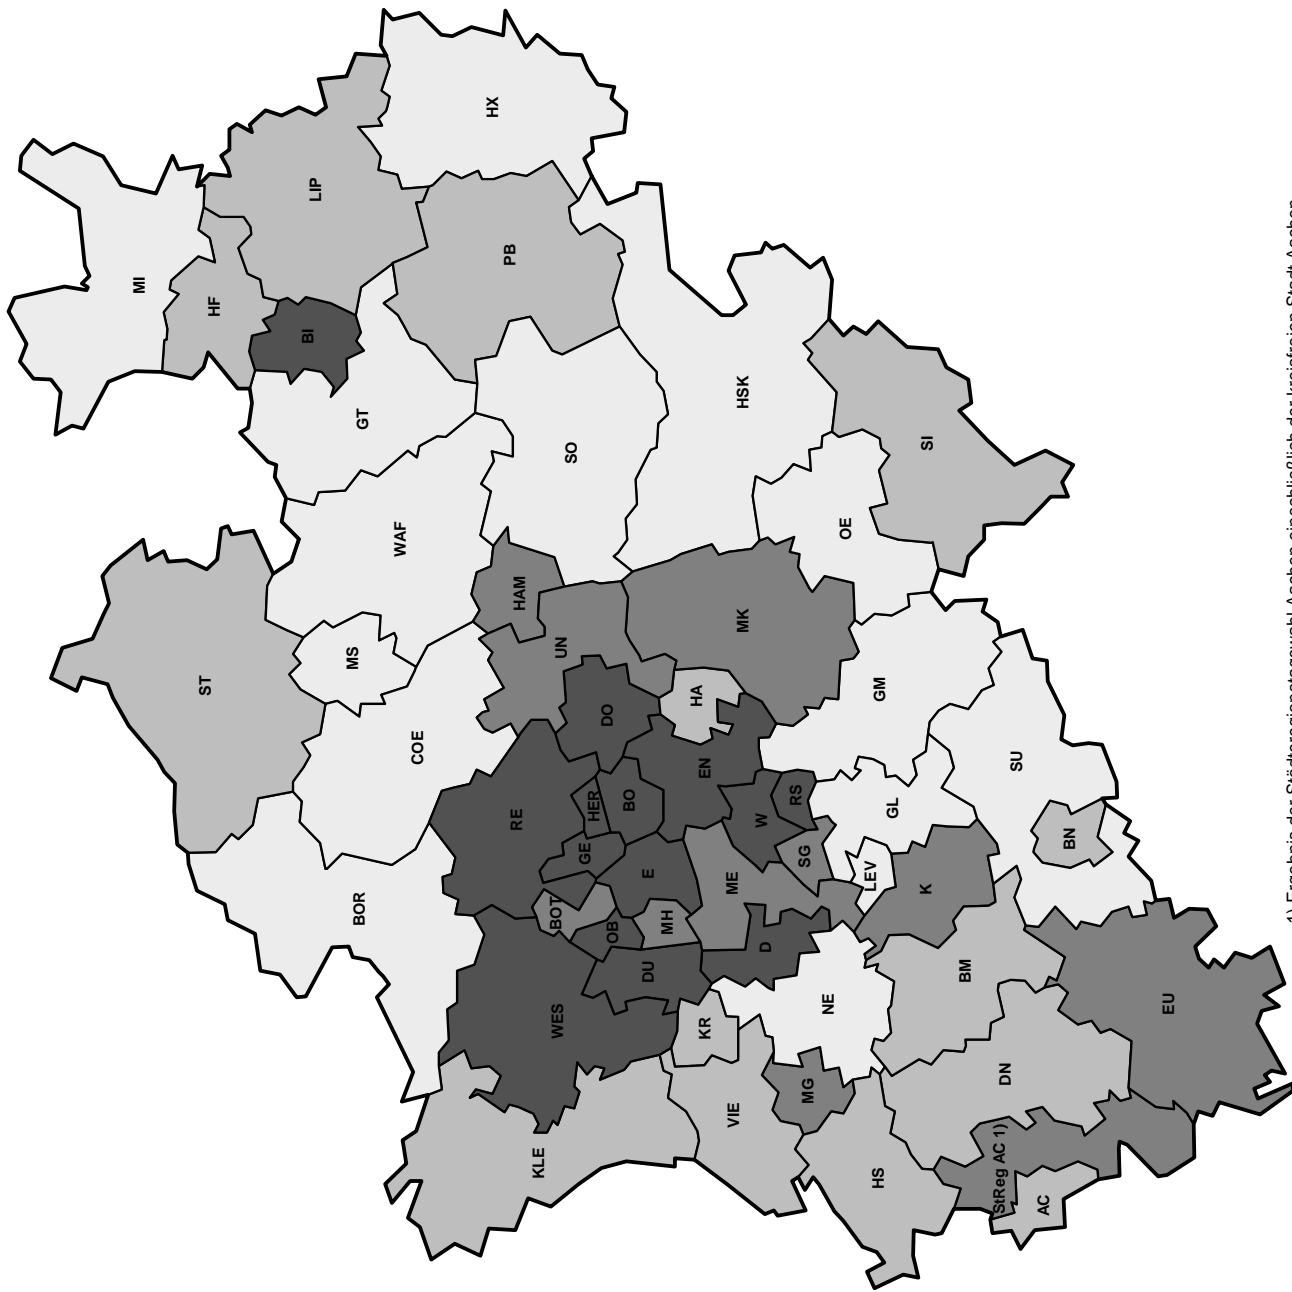 MI
HF
LIP
HX
BI
PB
GT
ST
WAF
MS
SO
HSK
COE
HAM
UN
BOR
RE
DO
HA
MK
OE
SI
HER
BO
EN
GE
E
BOT
OB
MH
DU
WES
W
RS
SG
ME
GM
GL
LEV
D
K
SU
BN
KR
NE
BM
KLE
VIE
MG
HS
DN
EU
StReg AC 1)
AC
1) Ergebnis der Städteregionstagswahl Aachen einschließlich der kreisfreien Stadt Aachen